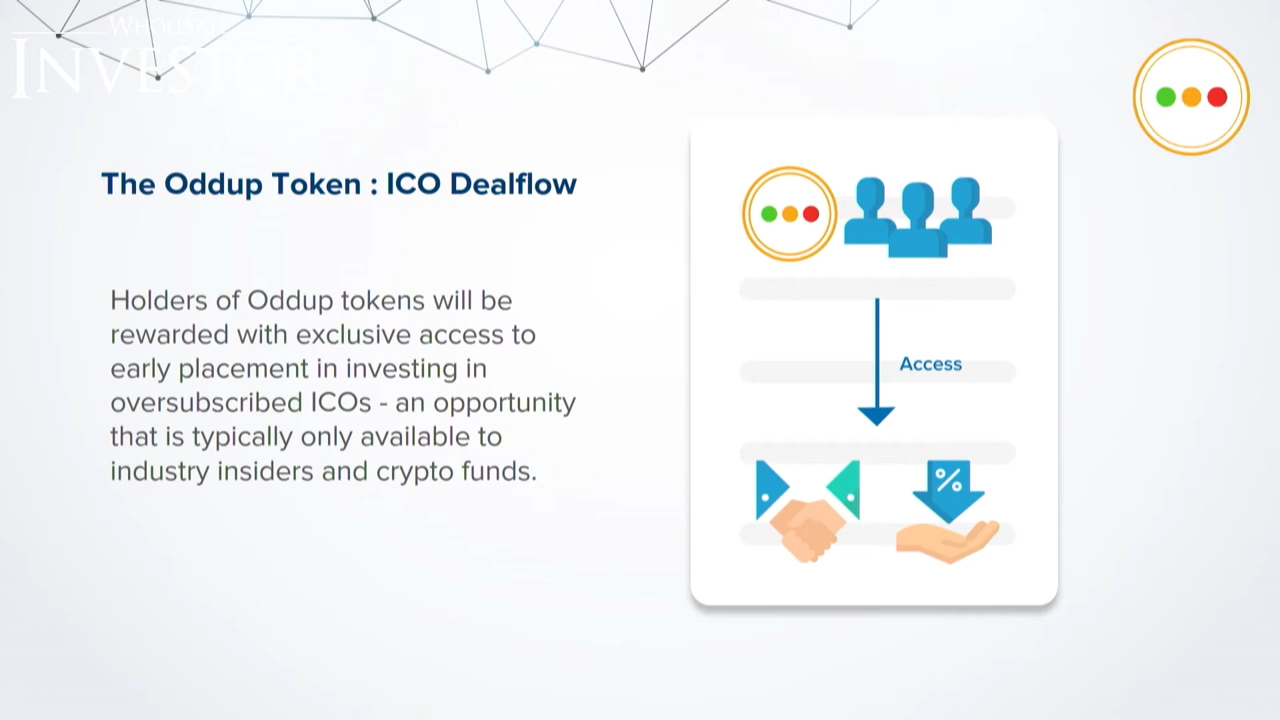 WHOLESALE
INVESTOR
The Oddup Token : ICO Dealflow
Holders of Oddup tokens will be
rewarded with exclusive access to
early placement in investing in
oversubscribed ICOs - an opportunity
that is typically only available to
industry insiders and crypto funds.
Access
%